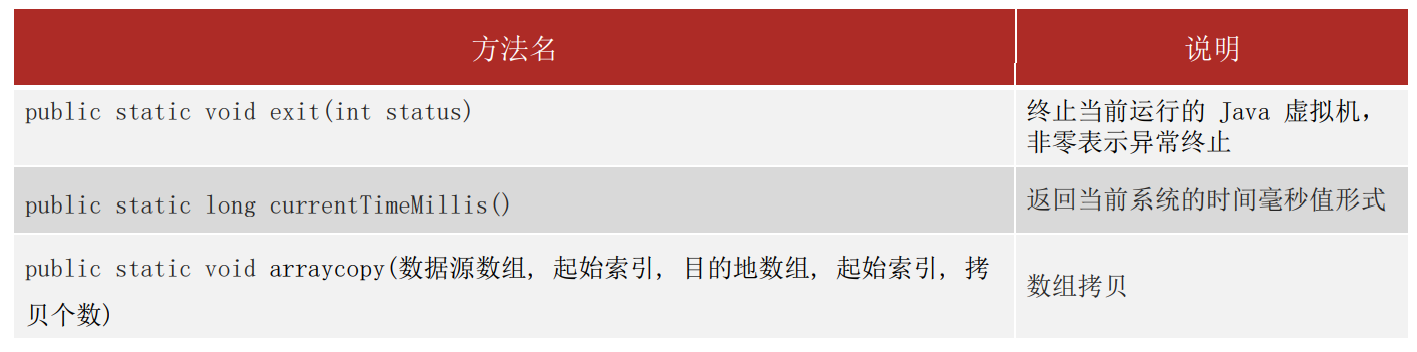 方法名
说明
public static void exit(int status)
终止当前运行的 Java 虚拟机，
非零表示异常终止
public static long currentTimeMillis()
返回当前系统的时间毫秒值形式
public static void arraycopy(数据源数组, 起始索引, 目的地数组, 起始索引, 拷
贝个数)
数组拷贝